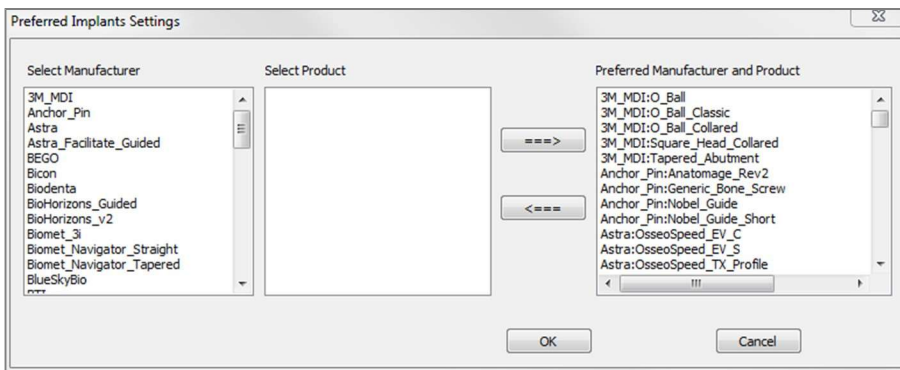 Preferred Implants Settings
Select Manufacturer
3M_MDI
Anchor_Pin
Astra
Astra_Facilitate_Guided
BEGO
Bicon
Biodenta
BioHorizons_Guided
BioHorizons_v2
Biomet_3i
Biomet_Navigator_Straight
Biomet_Navigator_Tapered
BlueSkyBio
Select Product
===>
<===
Preferred Manufacturer and Product
3M_MDI:O_Ball
3M_MDI:O_Ball_Classic
3M_MDI:O_Ball_Collared
3M_MDI:Square_Head_Collared
3M_MDI:Tapered_Abutment
Anchor_Pin:Anatomage_Rev2
Anchor_Pin:Generic_Bone_Screw
Anchor_Pin:Nobel_Guide
Anchor_Pin:Nobel_Guide_Short
Astra:OsseoSpeed_EV_C
Astra:OsseoSpeed_EV_S
Astra:OsseoSpeed_TX_Profile
OK
Cancel